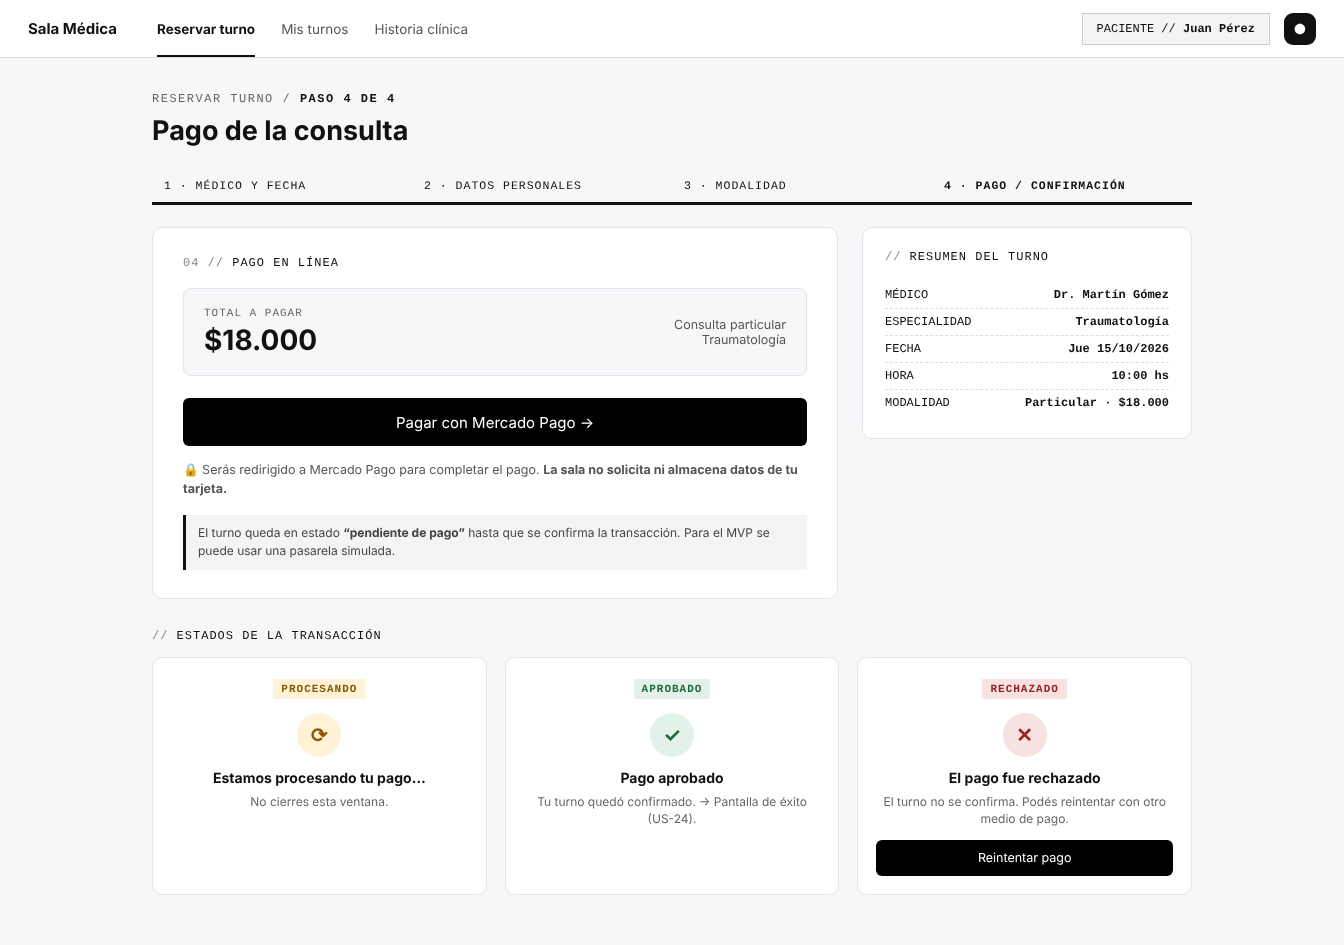 Sala Médica
Reservar turno
Mis turnos
Historia clínica
PACIENTE // Juan Pérez
RESERVAR TURNO / PASO 4 DE 4
Pago de la consulta
1 · MÉDICO Y FECHA
2 · DATOS PERSONALES
3 · MODALIDAD
4 · PAGO / CONFIRMACIÓN
04 // PAGO EN LÍNEA
TOTAL A PAGAR
$18.000
Consulta particular
Traumatología
Pagar con Mercado Pago →
🔒 Serás redirigido a Mercado Pago para completar el pago. La sala no solicita ni almacena datos de tu
tarjeta.
El turno queda en estado “pendiente de pago” hasta que se confirma la transacción. Para el MVP se
puede usar una pasarela simulada.
// RESUMEN DEL TURNO
MÉDICO Dr. Martín Gómez
ESPECIALIDAD Traumatología
FECHA Jue 15/10/2026
HORA 10:00 hs
MODALIDAD Particular · $18.000
// ESTADOS DE LA TRANSACCIÓN
PROCESANDO
⟳
Estamos procesando tu pago…
No cierres esta ventana.
APROBADO
✓
Pago aprobado
Tu turno quedó confirmado. → Pantalla de éxito
(US-24).
RECHAZADO
✕
El pago fue rechazado
El turno no se confirma. Podés reintentar con otro
medio de pago.
Reintentar pago